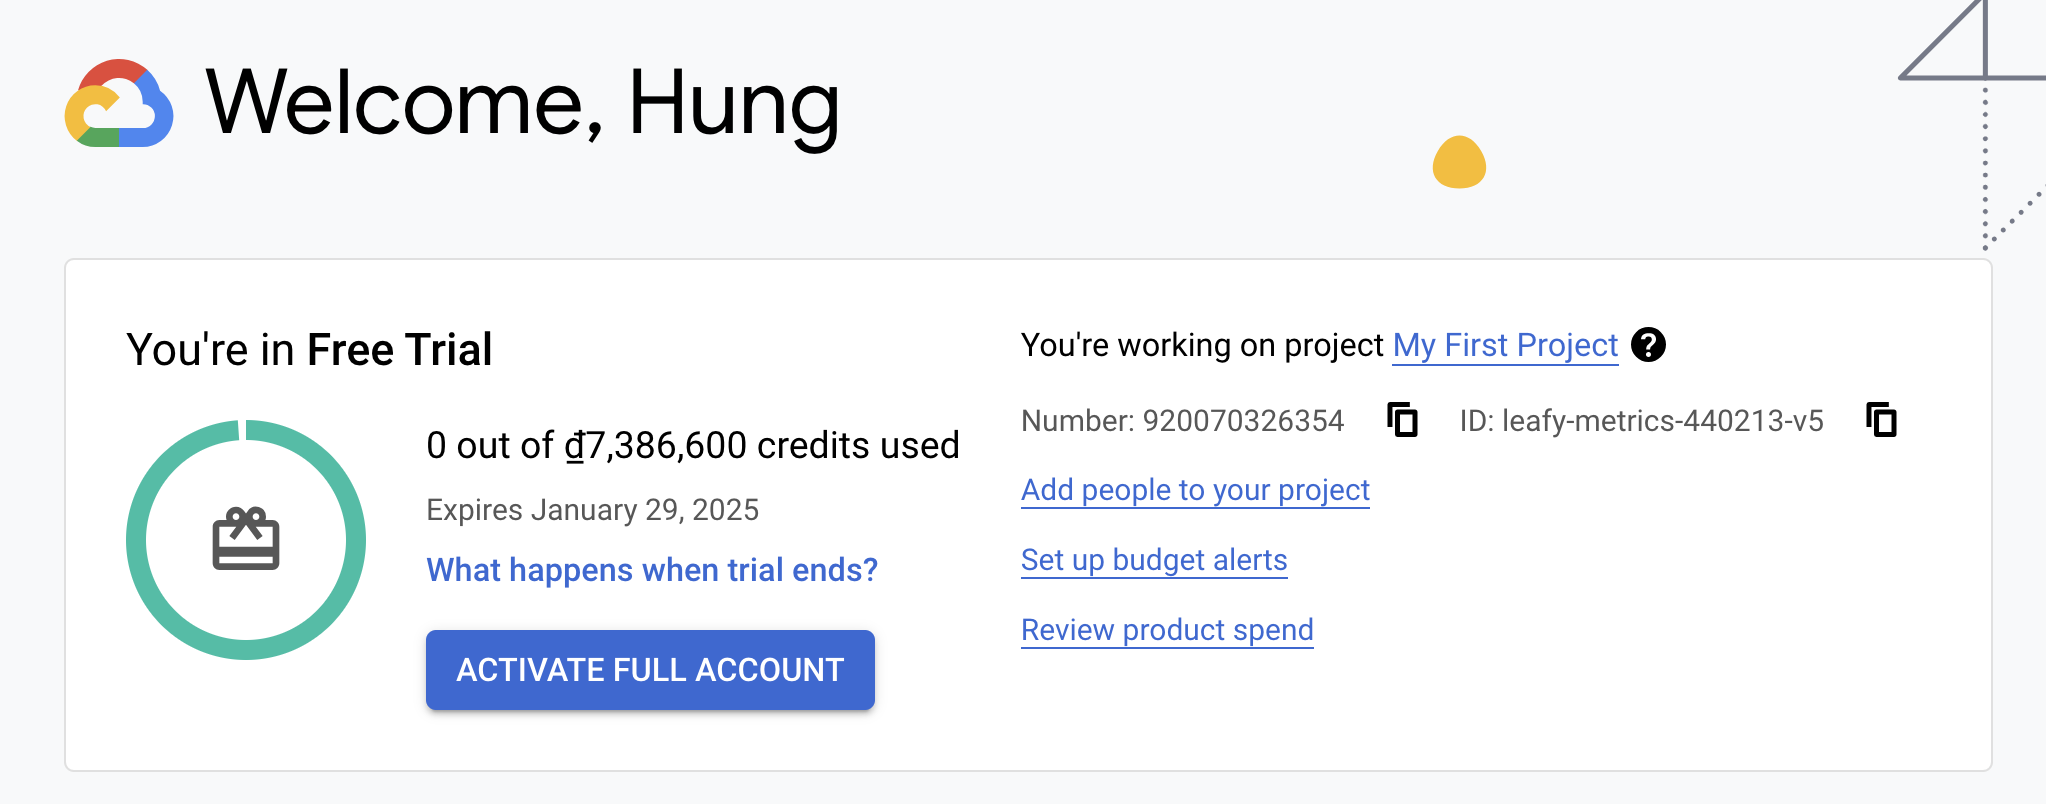 Welcome, Hung
You're in Free Trial
0 out of ₫7,386,600 credits used
Expires January 29, 2025
What happens when trial ends?
ACTIVATE FULL ACCOUNT
You're working on project My First Project
Number: 920070326354 ID: leafy-metrics-440213-v5
Add people to your project
Set up budget alerts
Review product spend